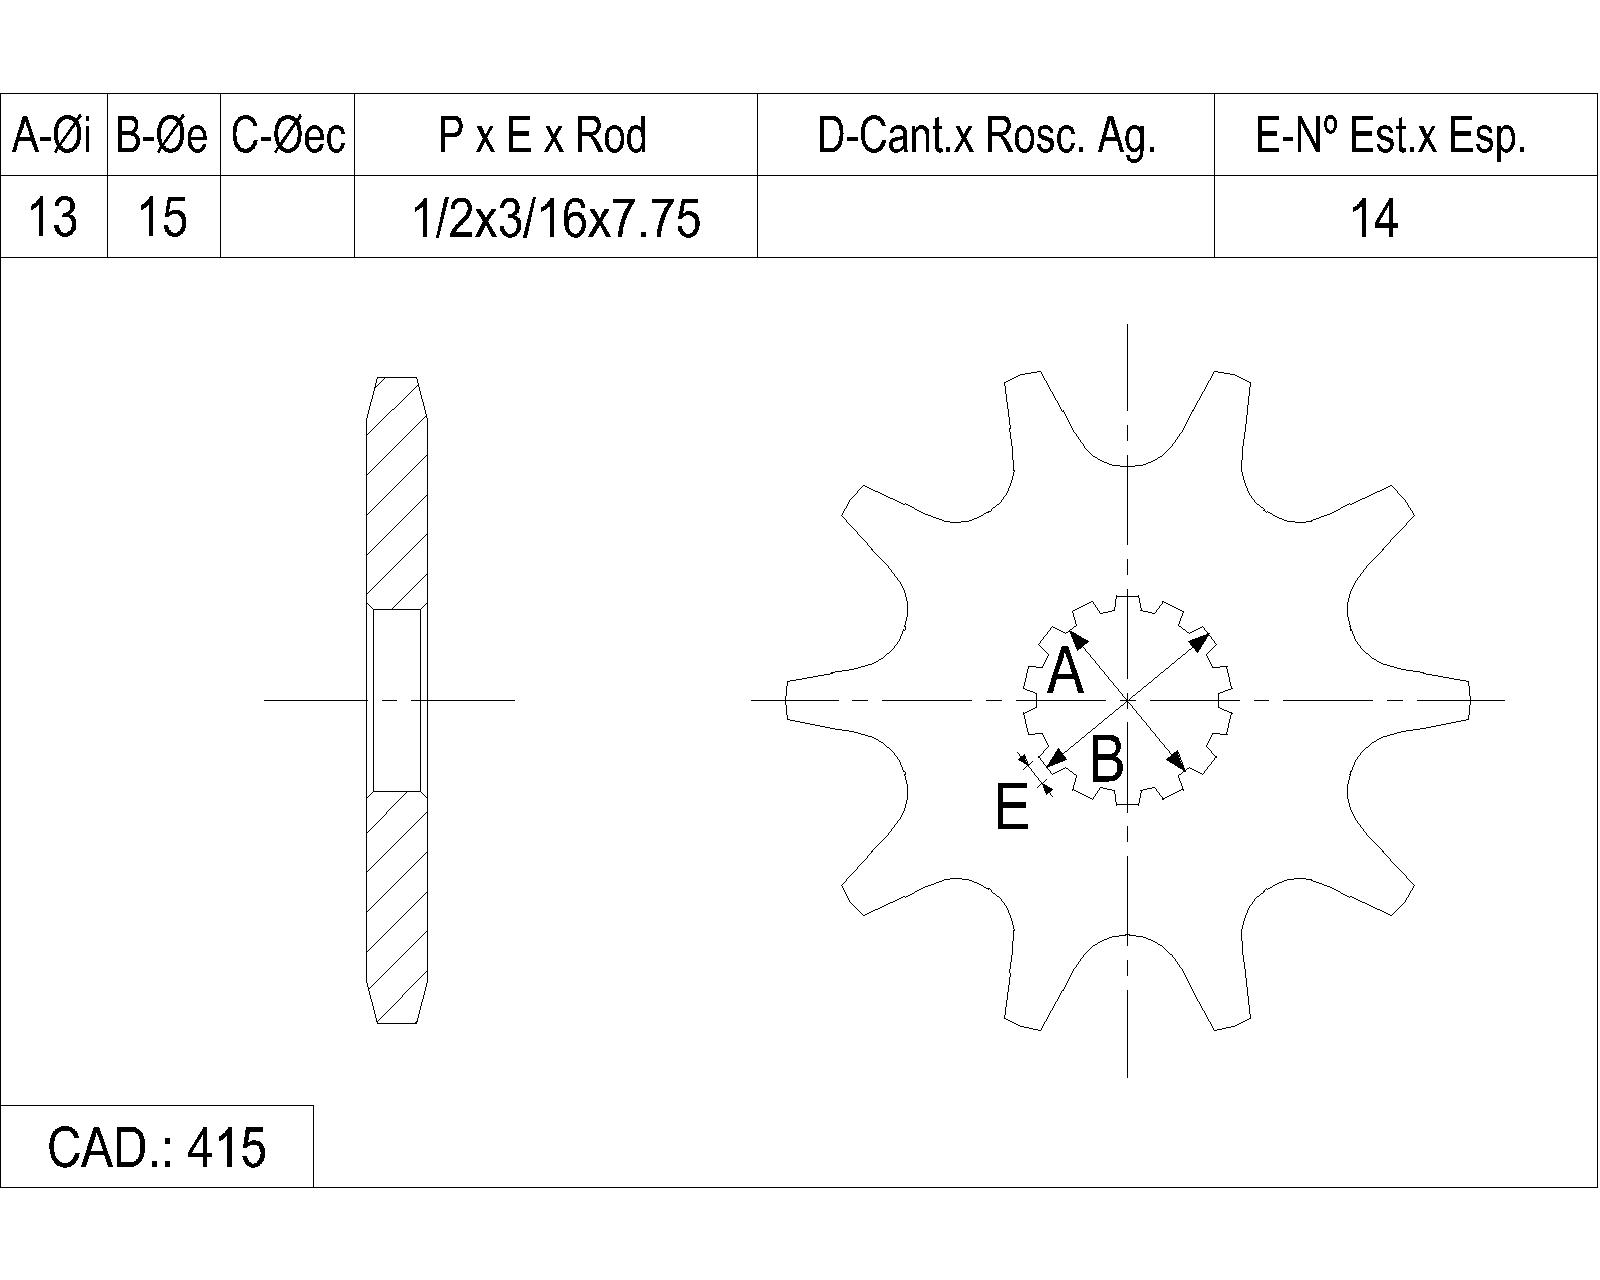 A-Øi B-Øe C-Øec P x E x Rod D-Cant.x Rosc. Ag. E-Nº Est.x Esp.
13 15 1/2x3/16x7.75 14
A
B
E
CAD.: 415